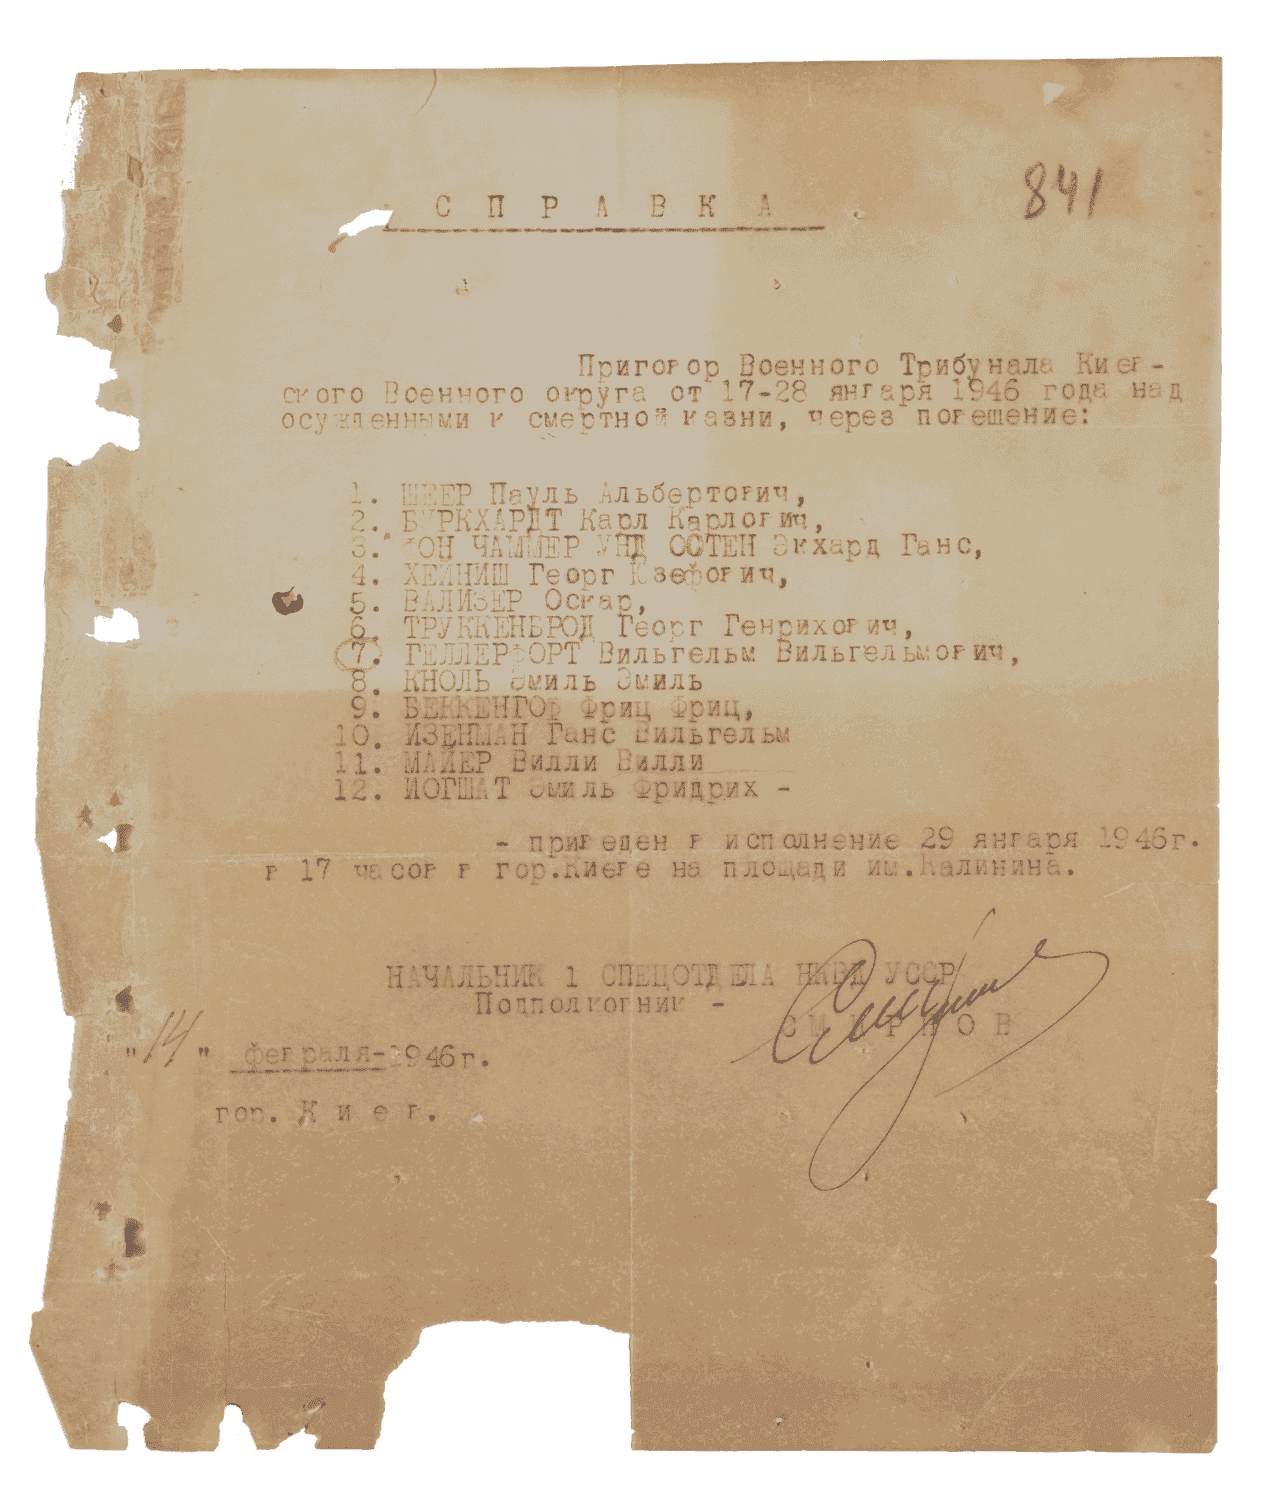 841
С П Р А В К А
Приговор Военного Трибунала Киев-
ского Военного округа от 17-28 января 1946 года над
осужденными к смертной казни, через повешение:
1. ШЕЕР Пауль Альбертович,
2. БУРКХАРДТ Карл Карлович,
3. ФОН ЧАММЕР УНД ОСТЕН Экхард Ганс,
4. ХЕЙНИШ Георг Юзефович,
5. ВАЛИЗЕР Оскар,
6. ТРУККЕНБРОД Георг Генрихович,
7. ГЕЛЛЕРФОРТ Вильгельм Вильгельмович,
8. КНОЛЬ Эмиль Эмиль
9. БЕККЕНГОФ Фриц Фриц,
10. ИЗЕНМАН Ганс Вильгельм
11. МАЙЕР Вилли Вилли
12. ЙОГШАТ Эмиль Фридрих -
- приведен в исполнение 29 января 1946г.
в 17 часов в гор.Киеве на площади им.Калинина.
НАЧАЛЬНИК 1 СПЕЦОТДЕЛА НКВД УССР
Подполковник -
С М И Р Н О В
"14" февраля-1946г.
гор. К и е в.